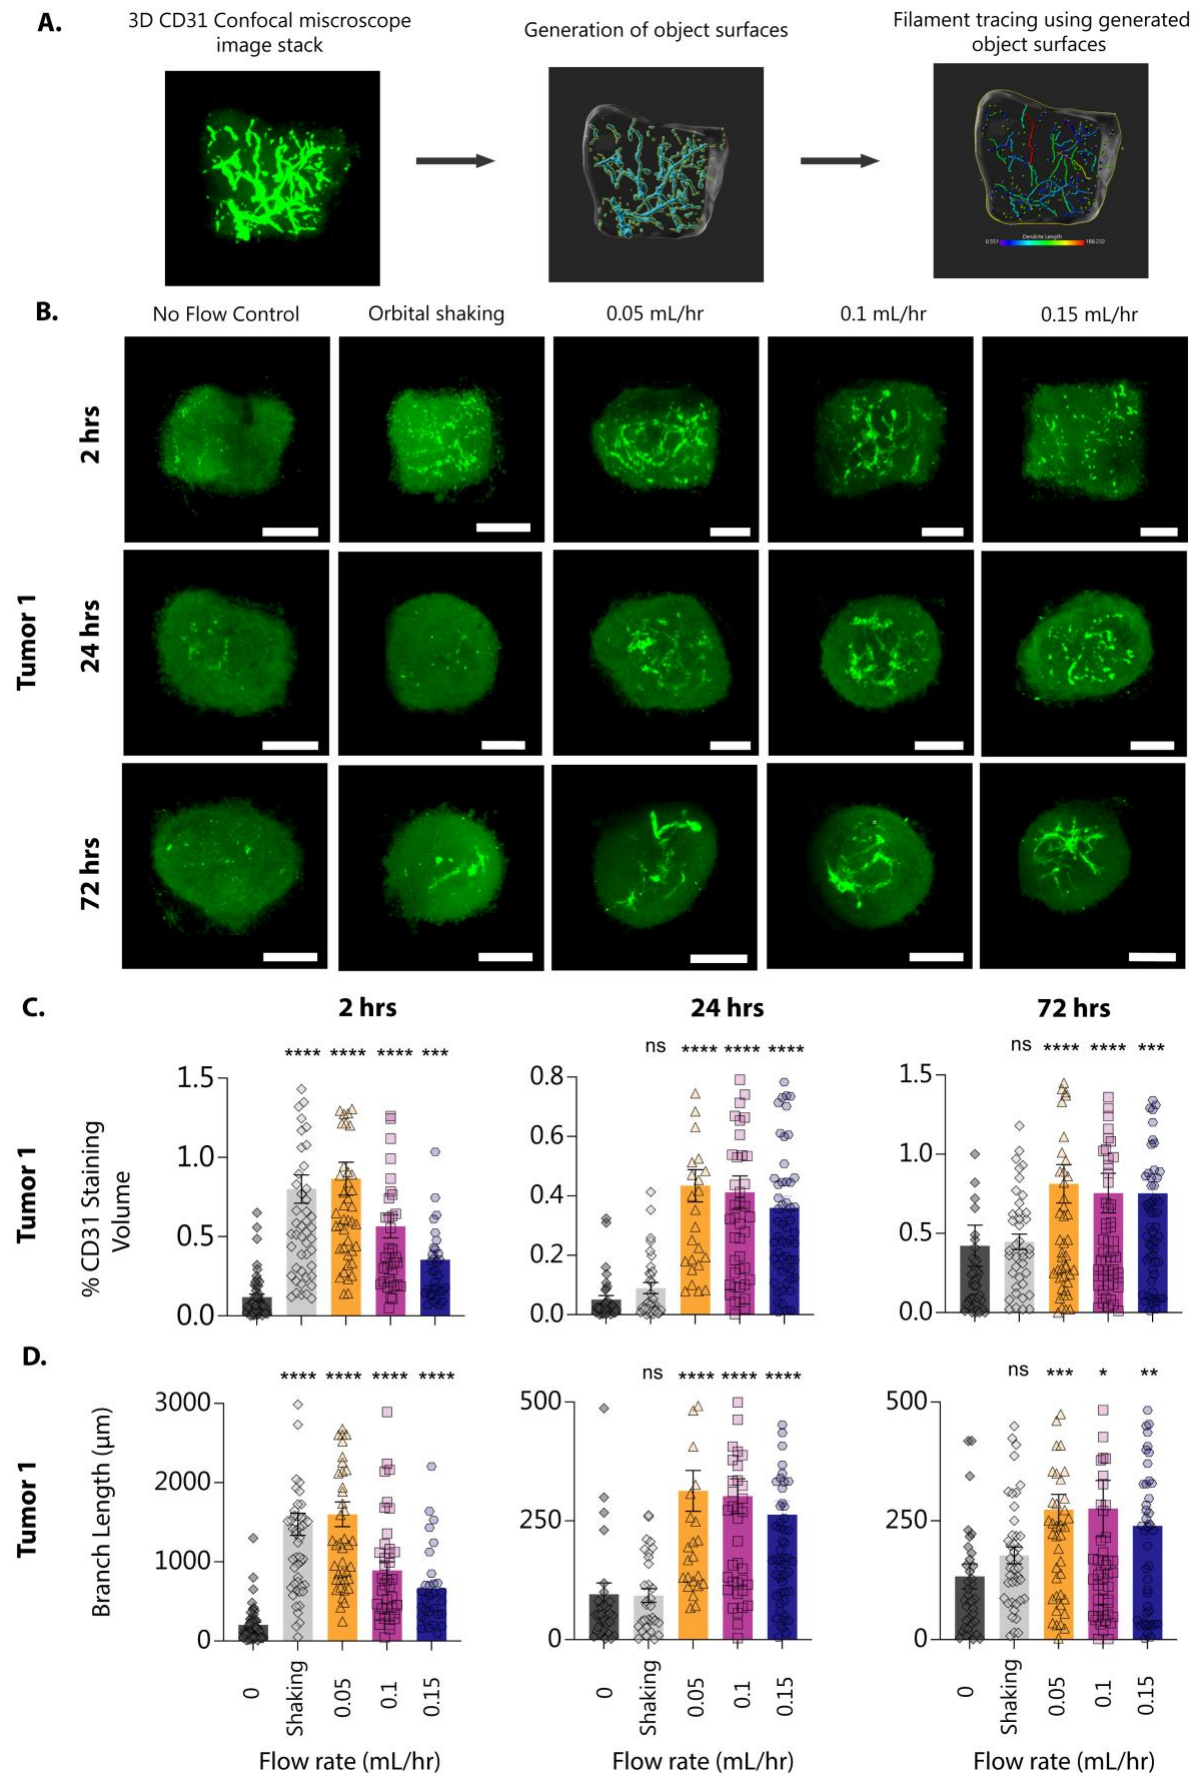 A.
3D CD31 Confocal miscroscope
image stack
Generation of object surfaces
Filament tracing using generated
object surfaces
Dendrite Length
B.
No Flow Control
Orbital shaking
0.05 mL/hr
0.1 mL/hr
0.15 mL/hr
Tumor 1
2 hrs
24 hrs
72 hrs
C.
2 hrs
24 hrs
72 hrs
Tumor 1
% CD31 Staining
Volume
**** **** **** ***
1.5
1.0
0.5
0.0
ns **** **** ****
0.8
0.6
0.4
0.2
0.0
ns **** **** ***
1.5
1.0
0.5
0.0
D.
Tumor 1
Branch Length (µm)
**** **** **** ****
3000
2000
1000
0
ns **** **** ****
500
250
0
ns *** * **
500
250
0
0 Shaking 0.05 0.1 0.15
0 Shaking 0.05 0.1 0.15
0 Shaking 0.05 0.1 0.15
Flow rate (mL/hr)
Flow rate (mL/hr)
Flow rate (mL/hr)